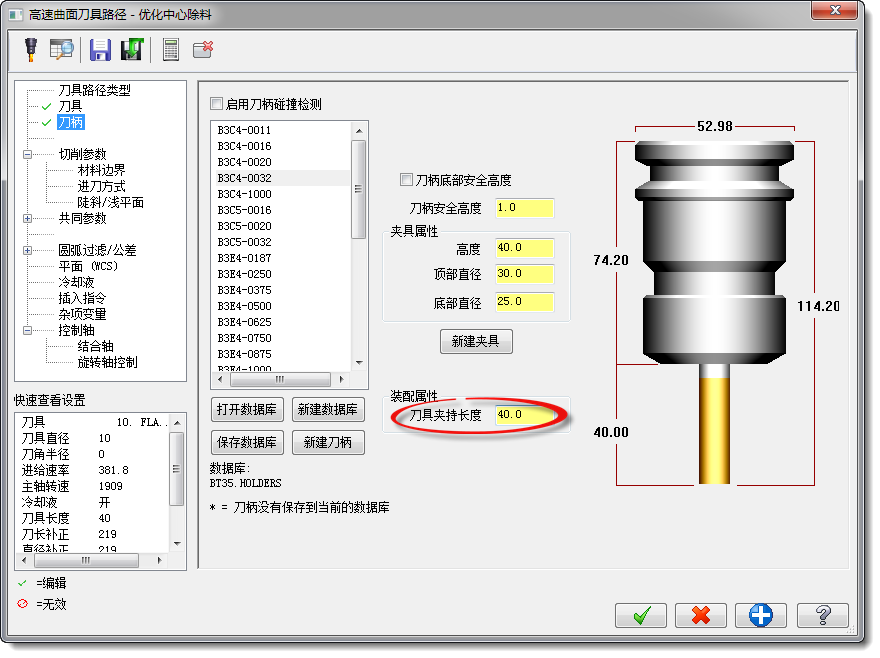 高速曲面刀具路径 - 优化中心除料
刀具路径类型
刀具
刀柄
切削参数
材料边界
进刀方式
陡斜/浅平面
共同参数
圆弧过滤/公差
平面 (WCS)
冷却液
插入指令
杂项变量
控制轴
结合轴
旋转轴控制
快速查看设置
刀具 10. FLA..
刀具直径 10
刀角半径 0
进给速率 381.8
主轴转速 1909
冷却液 开
刀具长度 40
刀长补正 219
直径补正 219
=编辑
=无效
启用刀柄碰撞检测
B3C4-0011
B3C4-0016
B3C4-0020
B3C4-0032
B3C4-1000
B3C5-0016
B3C5-0020
B3C5-0032
B3E4-0187
B3E4-0250
B3E4-0375
B3E4-0500
B3E4-0625
B3E4-0750
B3E4-0875
B3E4-1000
打开数据库 新建数据库
保存数据库 新建刀柄
数据库:
BT35.HOLDERS
* = 刀柄没有保存到当前的数据库
刀柄底部安全高度
刀柄安全高度 1.0
夹具属性
高度 40.0
顶部直径 30.0
底部直径 25.0
新建夹具
装配属性
刀具夹持长度 40.0
52.98
74.20
114.20
40.00